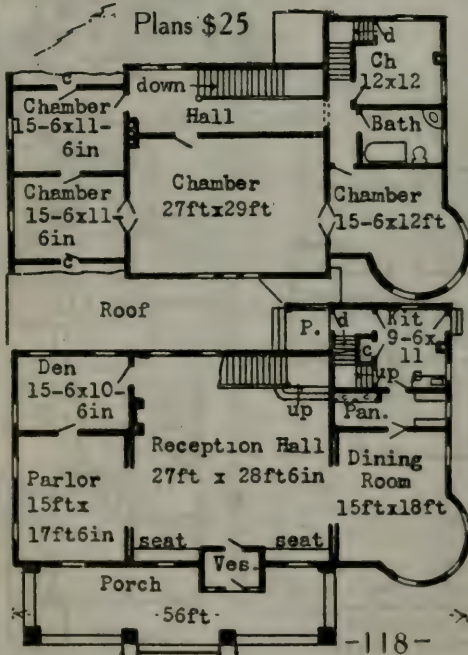 Plans $25
d
Ch
12x12
c
down
Chamber
15-6x11-
6in
Hall
Bath
Chamber
27ftx29ft
Chamber
15-6x11-
6in
Chamber
15-6x12ft
c
Roof
P.
d
Kit
9-6x
11
c
up
s
Den
15-6x10-
6in
up
Pan.
Reception Hall
27ft x 28ft6in
Dining
Room
15ftx18ft
Parlor
15ftx
17ft6in
seat
Ves.
seat
Porch
56ft
-118-